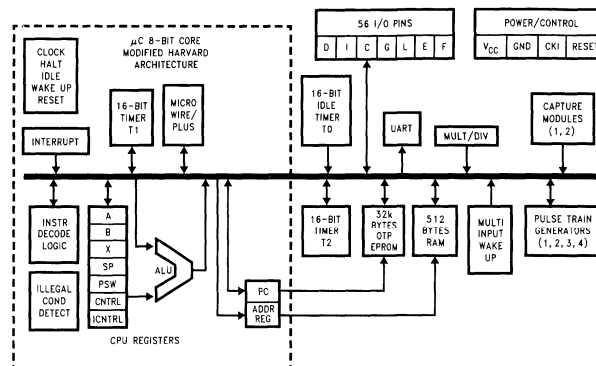 56 I/O PINS
D I C G L E F
POWER/CONTROL
VCC GND CKI RESET
μC 8-BIT CORE
MODIFIED HARVARD
ARCHITECTURE
CLOCK
HALT
IDLE
WAKE UP
RESET
16-BIT
TIMER
T1
MICRO
WIRE/
PLUS
16-BIT
IDLE
TIMER
T0
CAPTURE
MODULES
(1, 2)
INTERRUPT
UART
MULT/DIV
INSTR
DECODE
LOGIC
A
B
X
SP
PSW
CNTRL
ICNTRL
ALU
16-BIT
TIMER
T2
32k
BYTES
OTP
EPROM
512
BYTES
RAM
MULTI
INPUT
WAKE
UP
PULSE TRAIN
GENERATORS
(1, 2, 3, 4)
ILLEGAL
COND
DETECT
PC
ADDR
REG
CPU REGISTERS